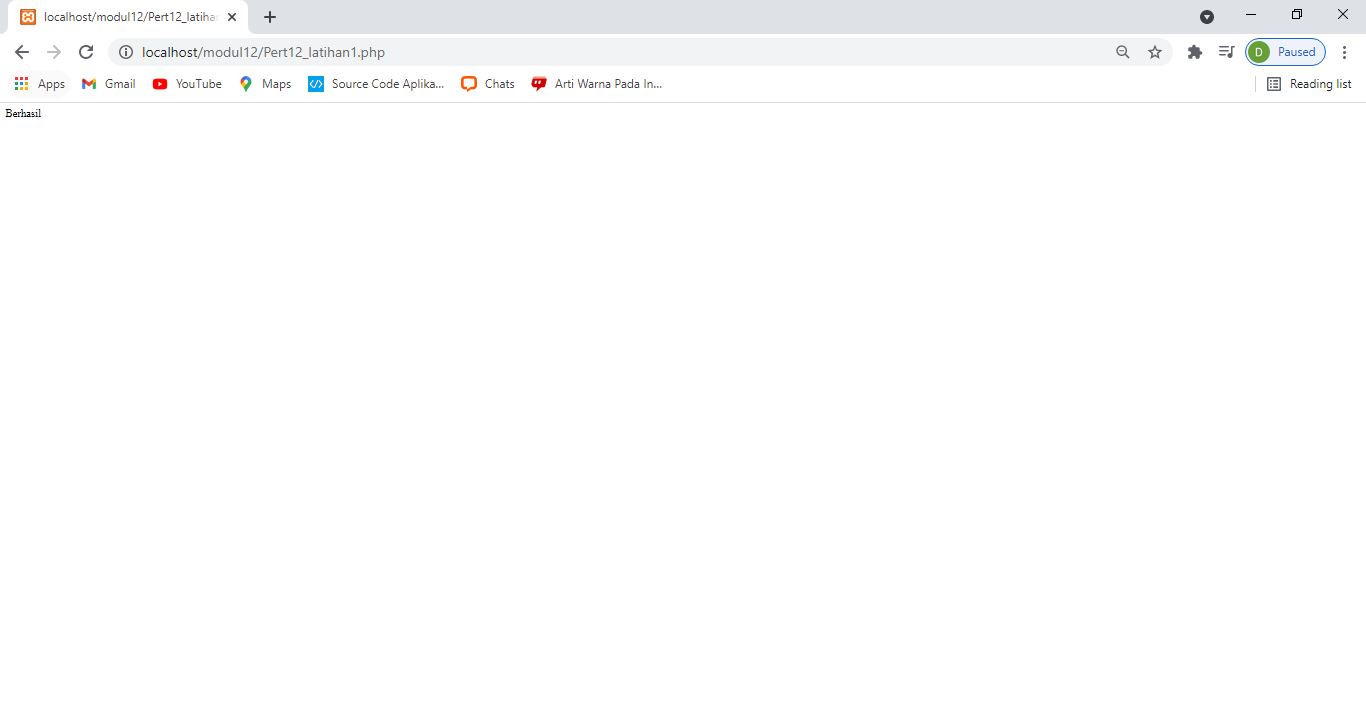 localhost/modul12/Pert12_latiha
localhost/modul12/Pert12_latihan1.php
D Paused
Apps Gmail YouTube Maps Source Code Aplika... Chats Arti Warna Pada In... Reading list
Berhasil